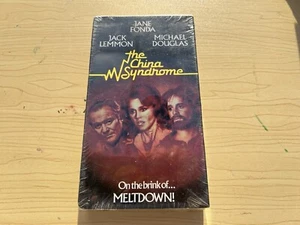 JANE
FONDA
JACK
LEMMON
MICHAEL
DOUGLAS
the
China
Syndrome
On the brink of...
MELTDOWN!